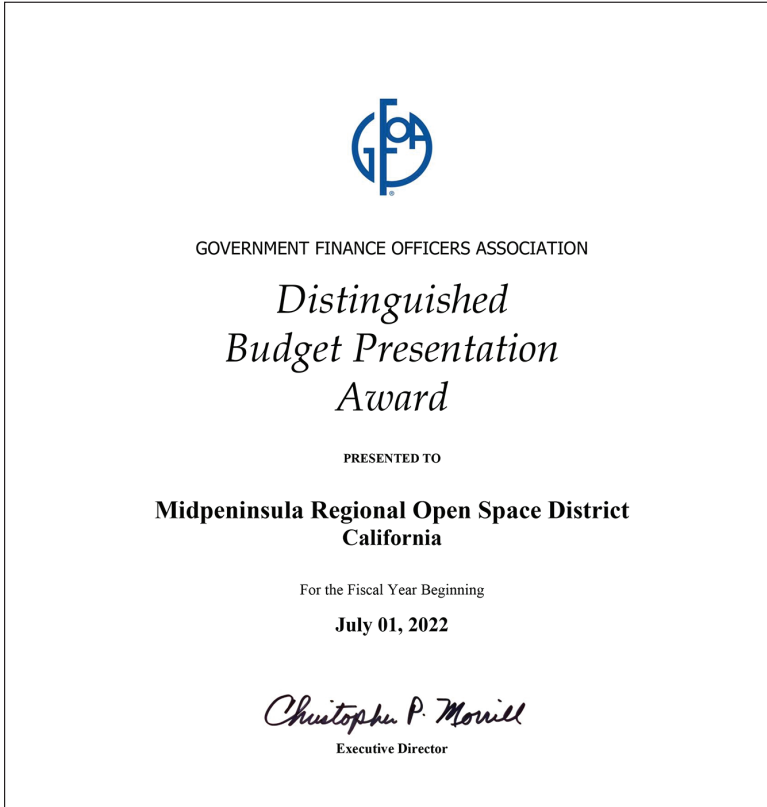 GFOA
GOVERNMENT FINANCE OFFICERS ASSOCIATION
Distinguished
Budget Presentation
Award
PRESENTED TO
Midpeninsula Regional Open Space District
California
For the Fiscal Year Beginning
July 01, 2022
Christopher P. Morrill
Executive Director